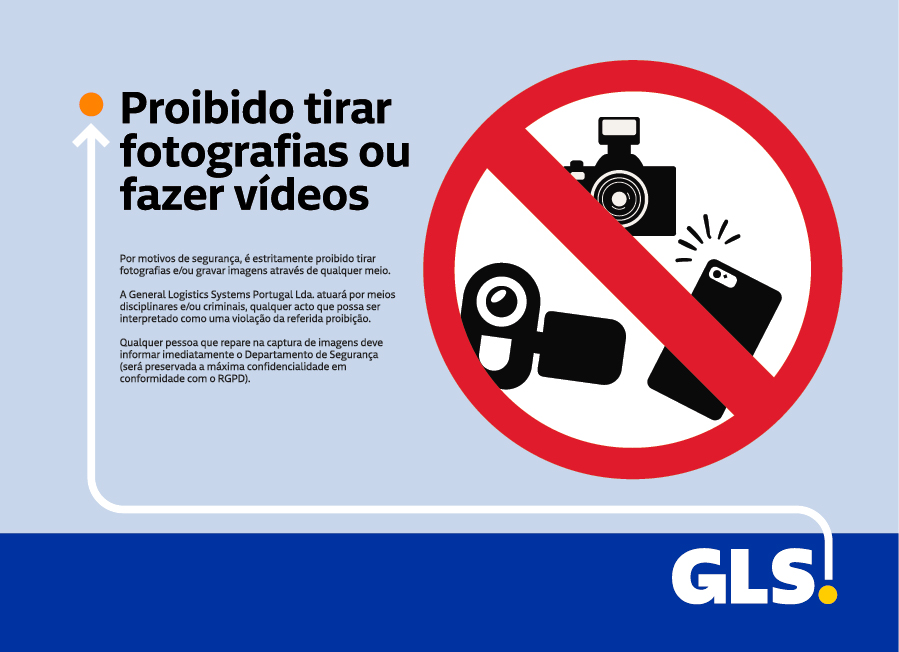 Proibido tirar
fotografias ou
fazer vídeos
Por motivos de segurança, é estritamente proibido tirar
fotografias e/ou gravar imagens através de qualquer meio.
A General Logistics Systems Portugal Lda. atuará por meios
disciplinares e/ou criminais, qualquer acto que possa ser
interpretado como uma violação da referida proibição.
Qualquer pessoa que repare na captura de imagens deve
informar imediatamente o Departamento de Segurança
(será preservada a máxima confidencialidade em
conformidade com o RGPD).
GLS.